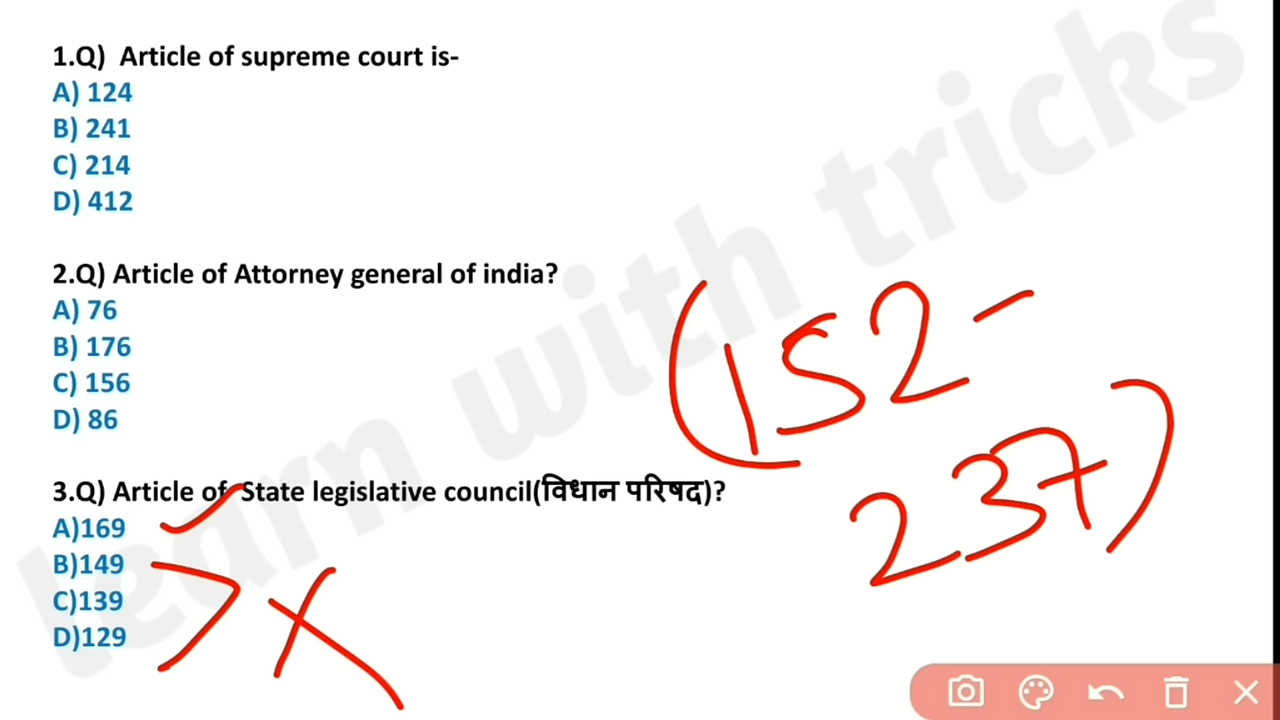 1.Q) Article of supreme court is-
A) 124
B) 241
C) 214
D) 412
2.Q) Article of Attorney general of india?
A) 76
B) 176
C) 156
D) 86
(152-
237)
3.Q) Article of State legislative council(विधान परिषद)?
A)169
B)149
C)139
D)129
learn with tricks